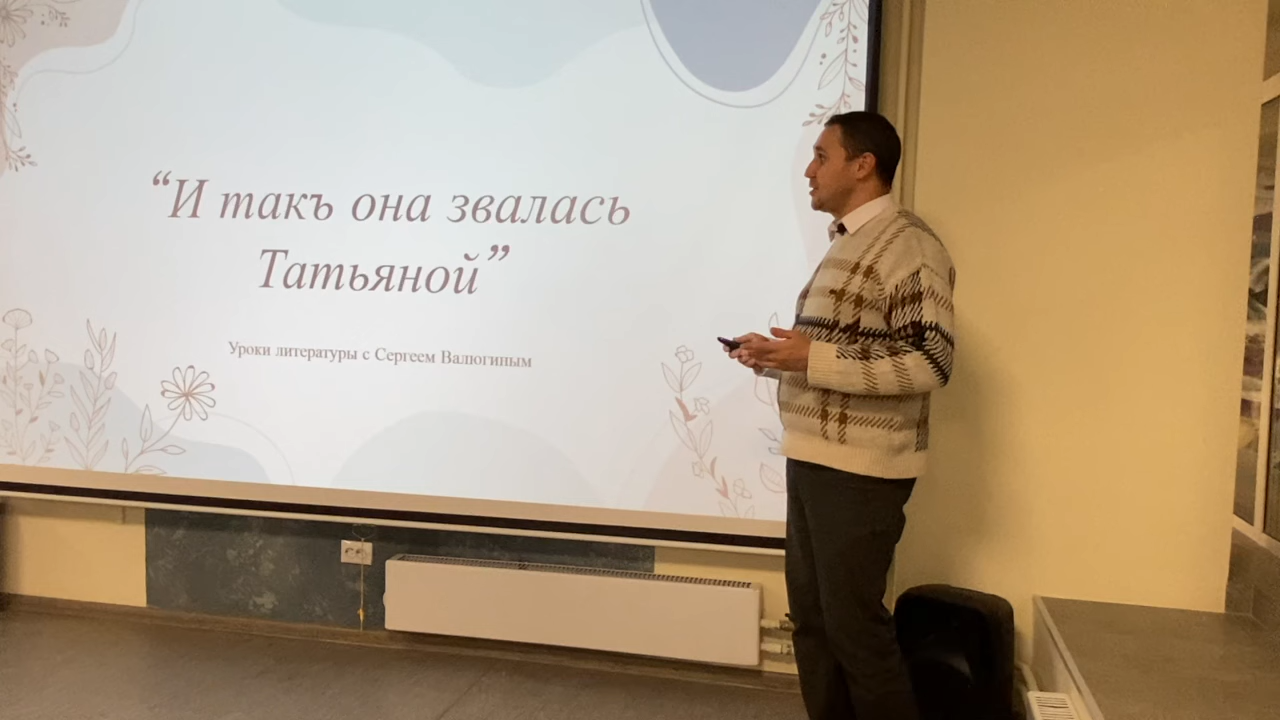 “И такъ она звалась
Татьяной”
Уроки литературы с Сергеем Валюгиным